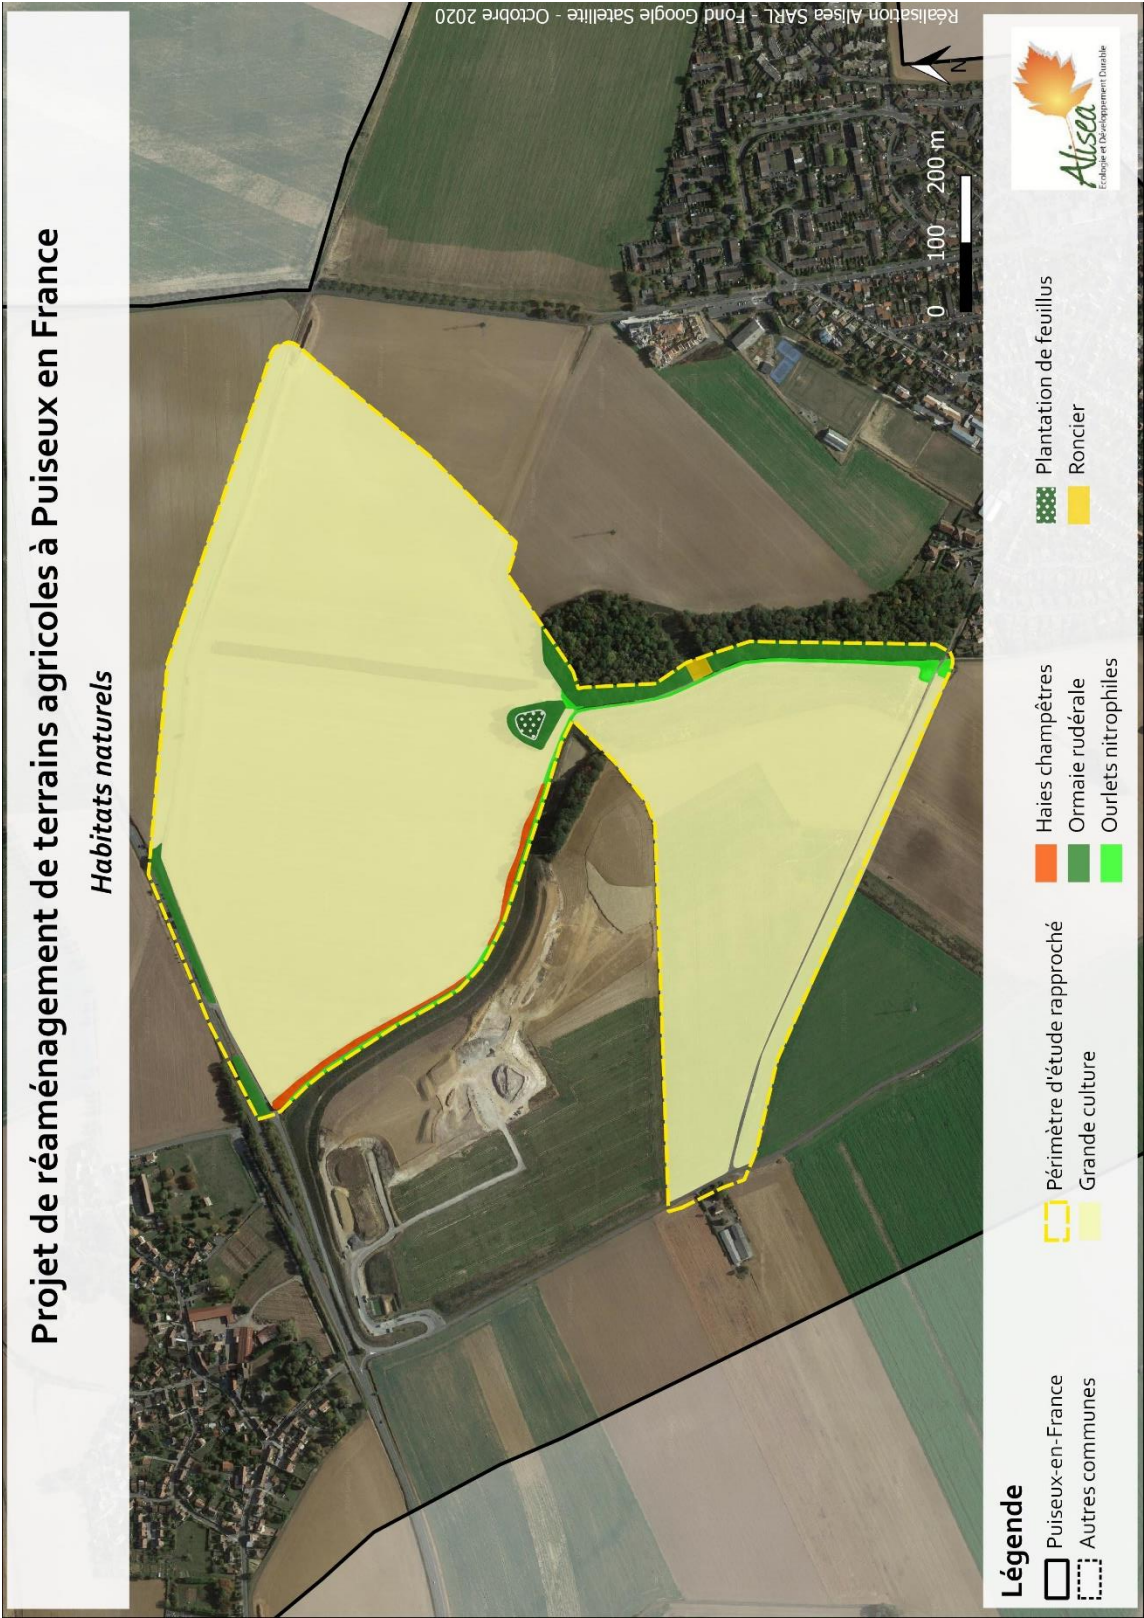 Projet de réaménagement de terrains agricoles à Puiseux en France
Habitats naturels
Réalisation Alisea SARL - Fond Google Satellite - Octobre 2020
N
0 100 200 m
Légende
Puiseux-en-France
Autres communes
Périmètre d'étude rapproché
Grande culture
Haies champêtres
Ormaie rudérale
Ourlets nitrophiles
Plantation de feuillus
Roncier
Alisea
Ecologie et Développement Durable